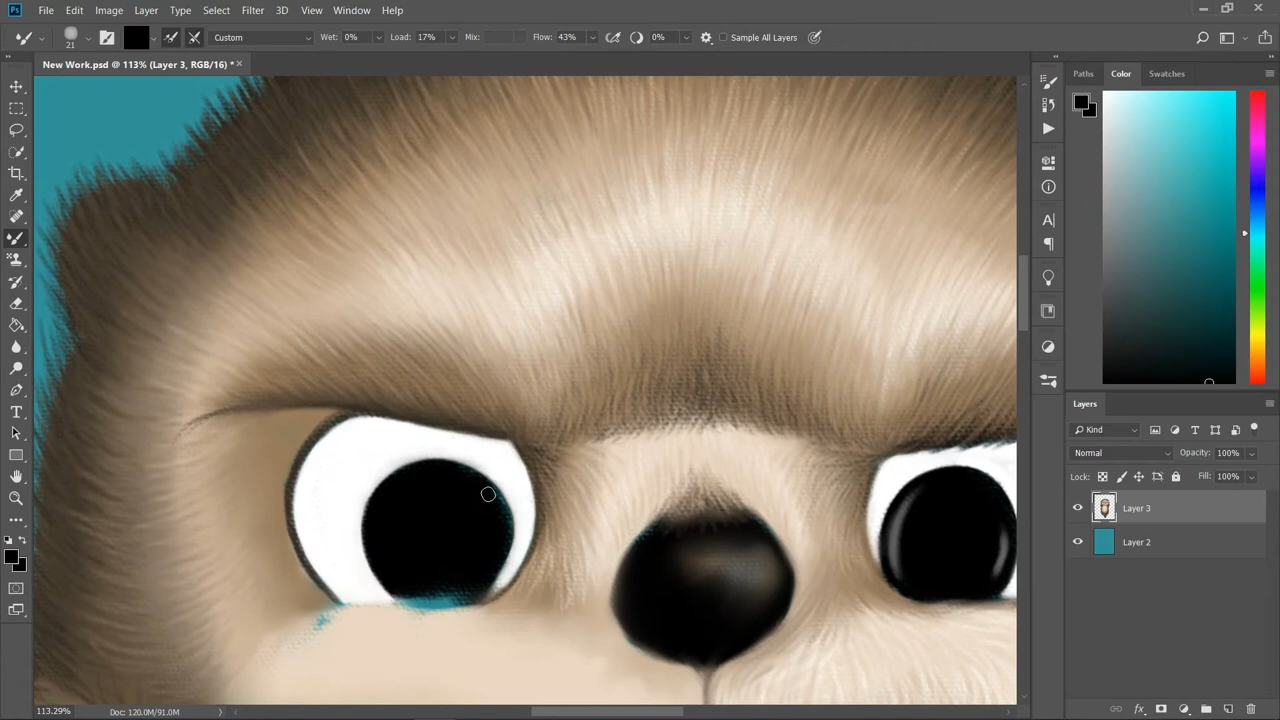 Ps File Edit Image Layer Type Select Filter 3D View Window Help
21 Custom Wet: 0% Load: 17% Mix: Flow: 43% 0% Sample All Layers
New Work.psd @ 113% (Layer 3, RGB/16) *
Paths Color Swatches
Layers
Kind
Normal Opacity: 100%
Lock: Fill: 100%
Layer 3
Layer 2
113.29% Doc: 120.0M/91.0M